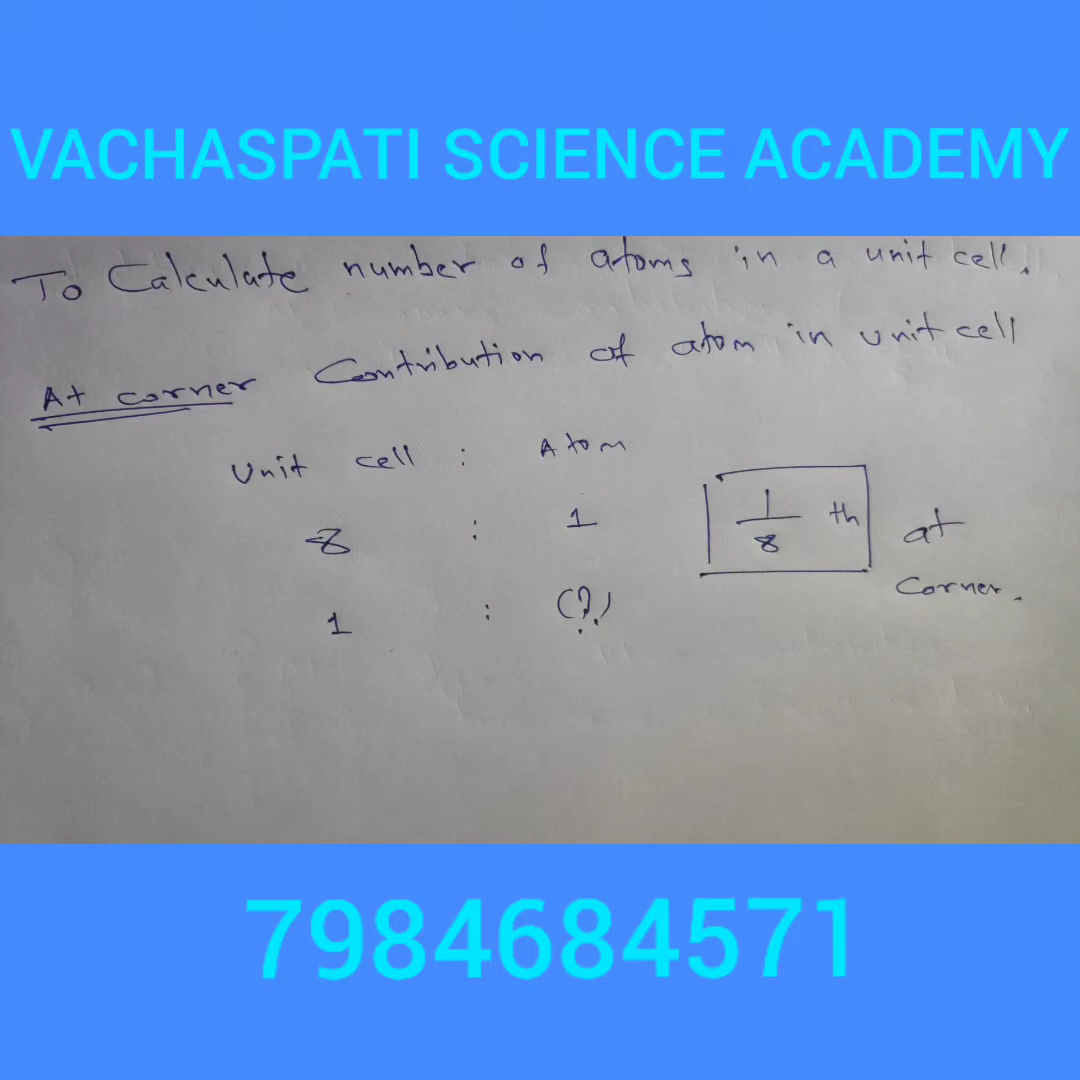 VACHASPATI SCIENCE ACADEMY
To Calculate number of atoms in a unit cell.
At corner Contribution of atom in unit cell
Unit cell : Atom
8 : 1 1/8 th at
corner.
1 : (?)
7984684571